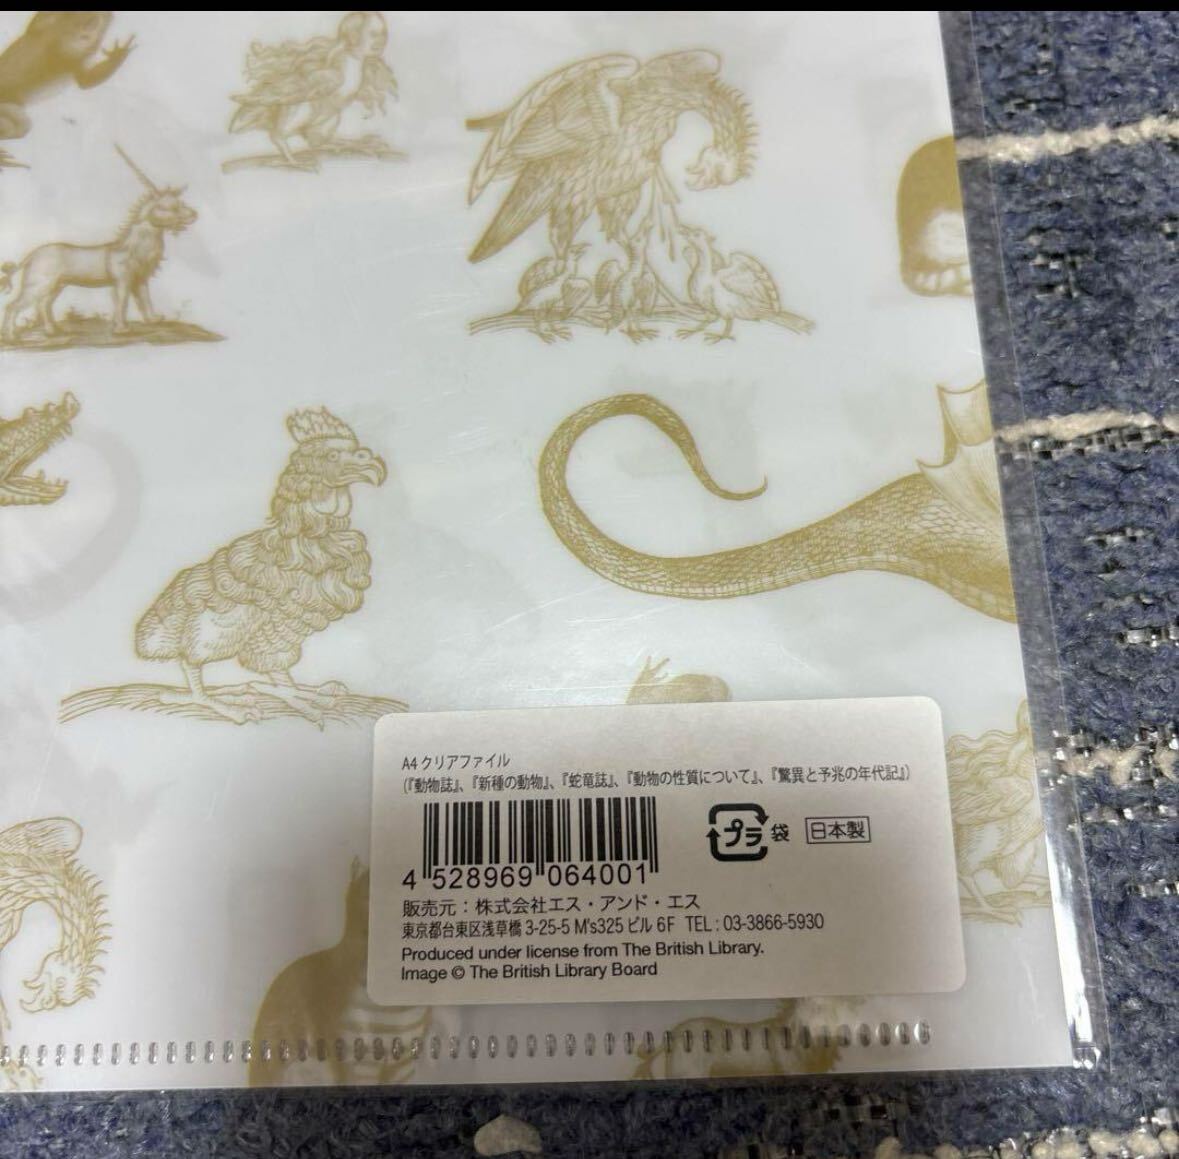 A4クリアファイル
(『動物誌』、『新種の動物』、『蛇竜誌』、『動物の性質について』、『驚異と予兆の年代記』)
プラ 袋 日本製
4 528969 064001
販売元：株式会社エス・アンド・エス
東京都台東区浅草橋 3-25-5 M's325 ビル 6F TEL : 03-3866-5930
Produced under license from The British Library.
Image © The British Library Board